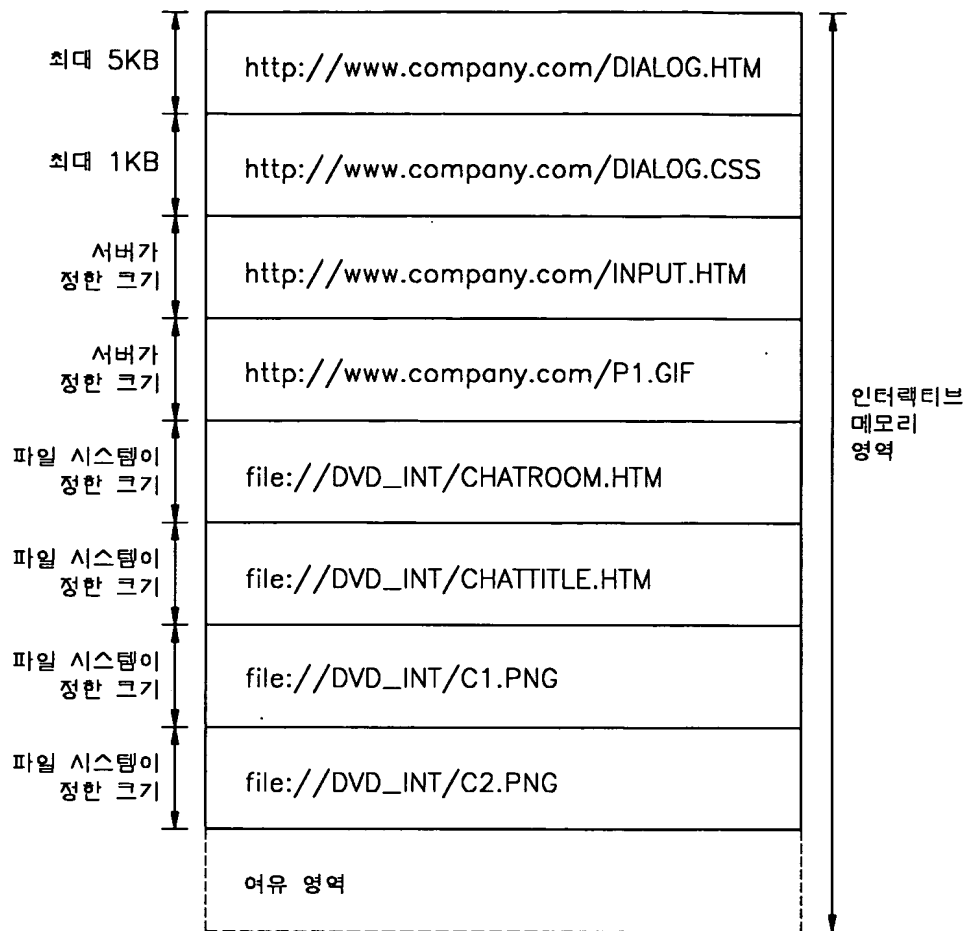 최대 5KB
http://www.company.com/DIALOG.HTM
최대 1KB
http://www.company.com/DIALOG.CSS
서버가
정한 크기
http://www.company.com/INPUT.HTM
서버가
정한 크기
http://www.company.com/P1.GIF
인터랙티브
메모리
영역
파일 시스템이
정한 크기
file://DVD_INT/CHATROOM.HTM
파일 시스템이
정한 크기
file://DVD_INT/CHATTITLE.HTM
파일 시스템이
정한 크기
file://DVD_INT/C1.PNG
파일 시스템이
정한 크기
file://DVD_INT/C2.PNG
여유 영역